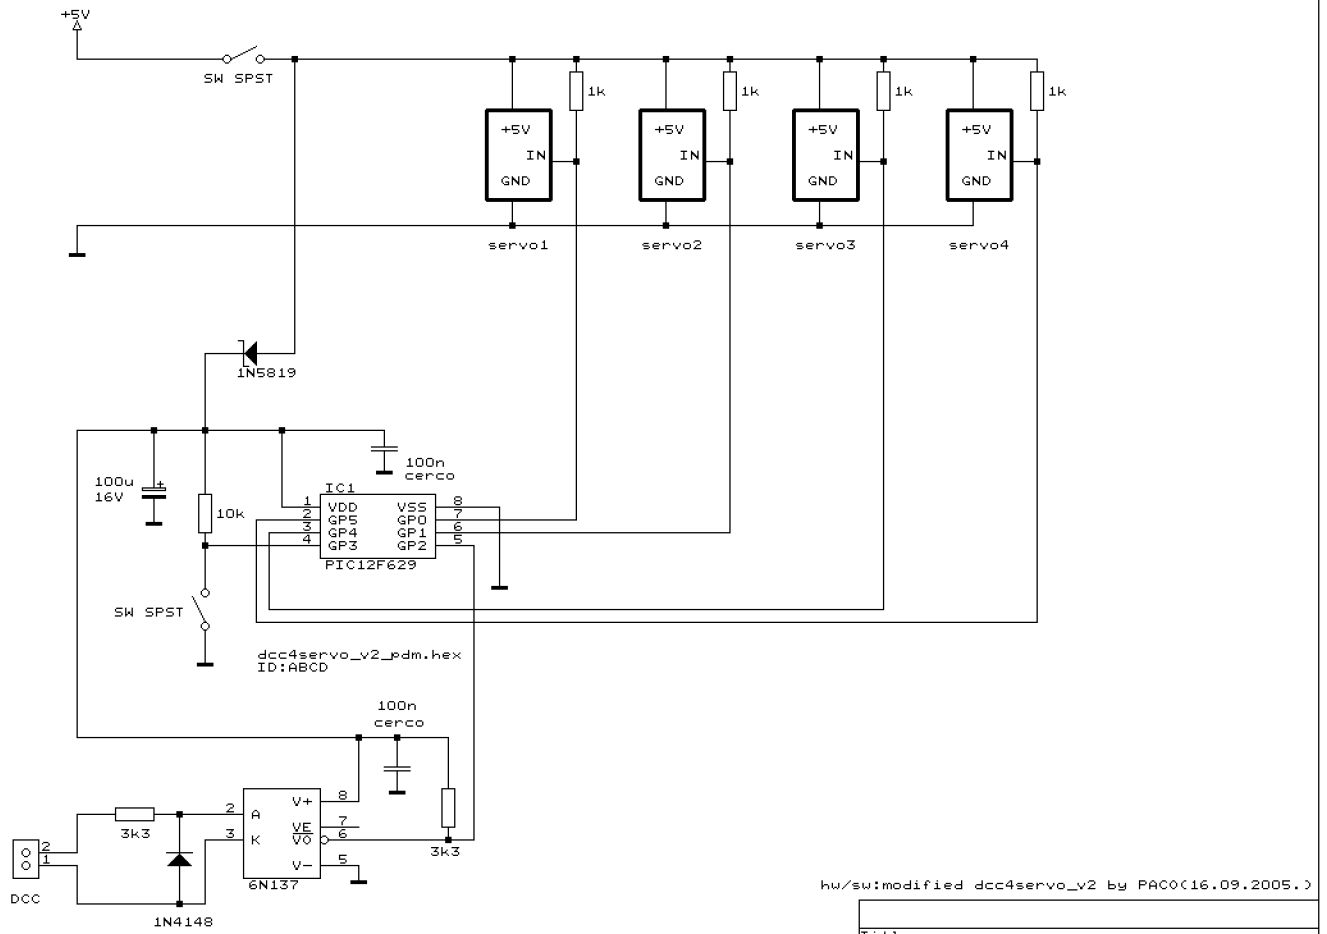 +5V
SW SPST
1k
1k
1k
1k
+5V
IN
GND
+5V
IN
GND
+5V
IN
GND
+5V
IN
GND
servo1
servo2
servo3
servo4
1N5819
100n
cerco
100u
16V
+
10k
IC1
1 VDD VSS 8
2 GP5 GP0 7
3 GP4 GP1 6
4 GP3 GP2 5
PIC12F629
SW SPST
dcc4servo_v2_pdm.hex
ID:ABCD
100n
cerco
V+ 8
2 A
VE 7
3 K
VO 6
V- 5
3k3
3k3
2
1
6N137
DCC
1N4148
hw/sw:modified dcc4servo_v2 by PACO(16.09.2005.)